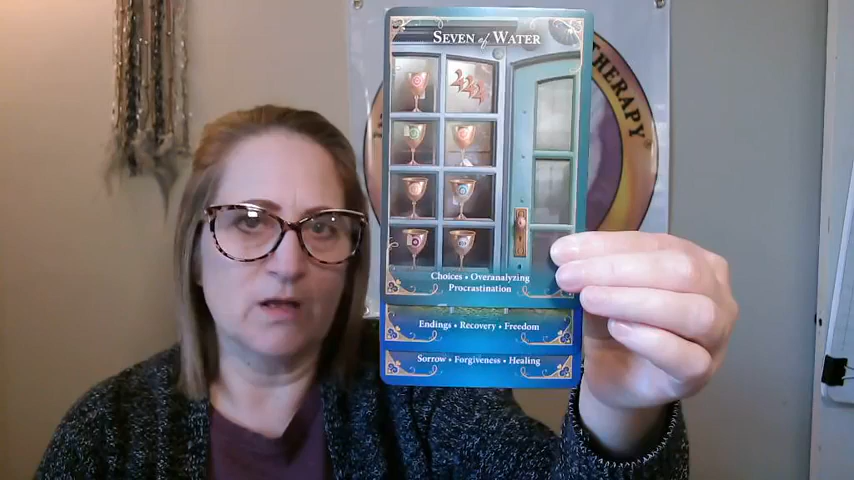 SEVEN of WATER
Choices • Overanalyzing
Procrastination
Endings • Recovery • Freedom
Sorrow • Forgiveness • Healing
THERAPY